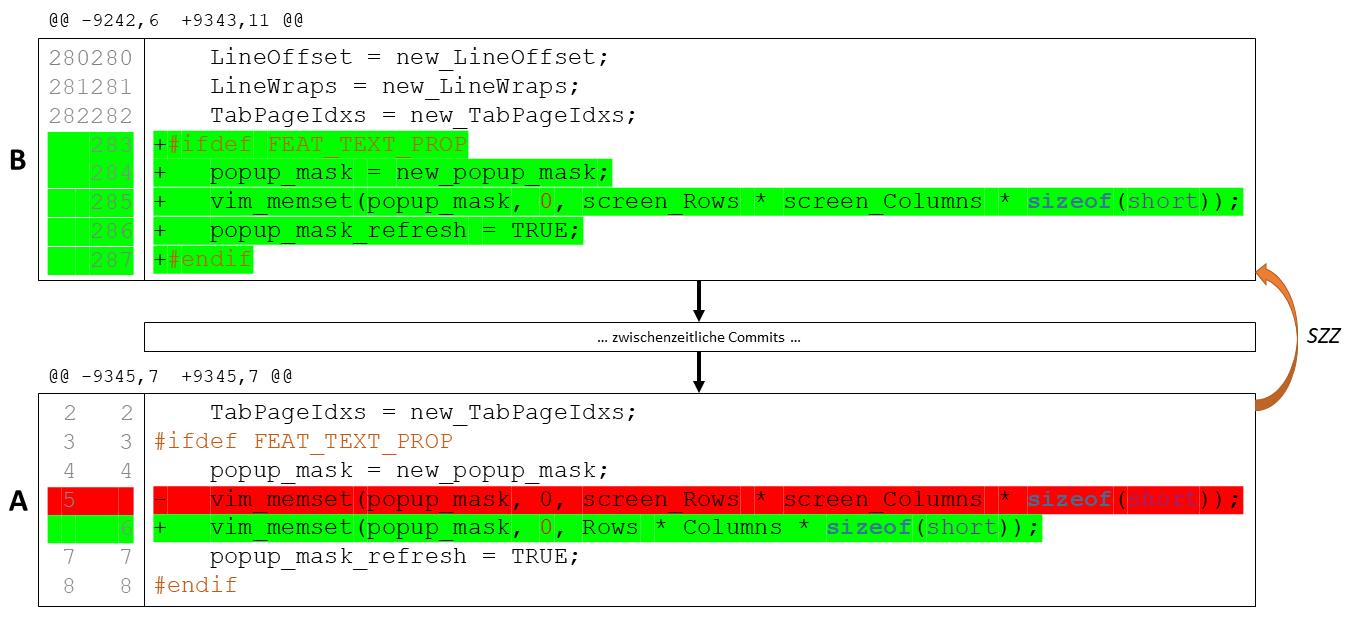 @@ -9242,6 +9343,11 @@
280280 LineOffset = new_LineOffset;
281281 LineWraps = new_LineWraps;
282282 TabPageIdxs = new_TabPageIdxs;
283 +#ifdef FEAT_TEXT_PROP
B
284 + popup_mask = new_popup_mask;
285 + vim_memset(popup_mask, 0, screen_Rows * screen_Columns * sizeof(short));
286 + popup_mask_refresh = TRUE;
287 +#endif
... zwischenzeitliche Commits ...
SZZ
@@ -9345,7 +9345,7 @@
2 2 TabPageIdxs = new_TabPageIdxs;
3 3 #ifdef FEAT_TEXT_PROP
4 4 popup_mask = new_popup_mask;
A
5 - vim_memset(popup_mask, 0, screen_Rows * screen_Columns * sizeof(short));
6 + vim_memset(popup_mask, 0, Rows * Columns * sizeof(short));
7 7 popup_mask_refresh = TRUE;
8 8 #endif